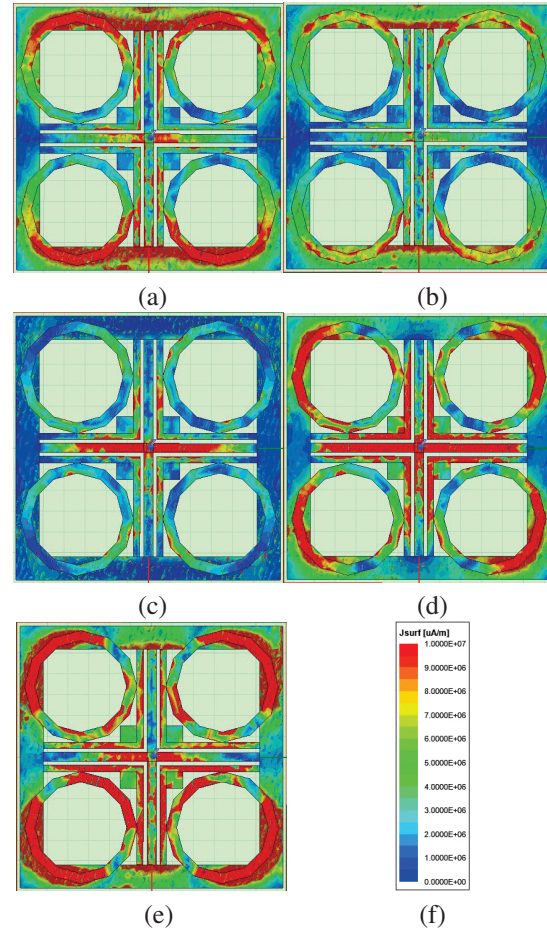 (a)
(b)
(c)
(d)
Jsurf [uA/m]
1.0000E+07
9.0000E+06
8.0000E+06
7.0000E+06
6.0000E+06
5.0000E+06
4.0000E+06
3.0000E+06
2.0000E+06
1.0000E+06
0.0000E+00
(e)
(f)